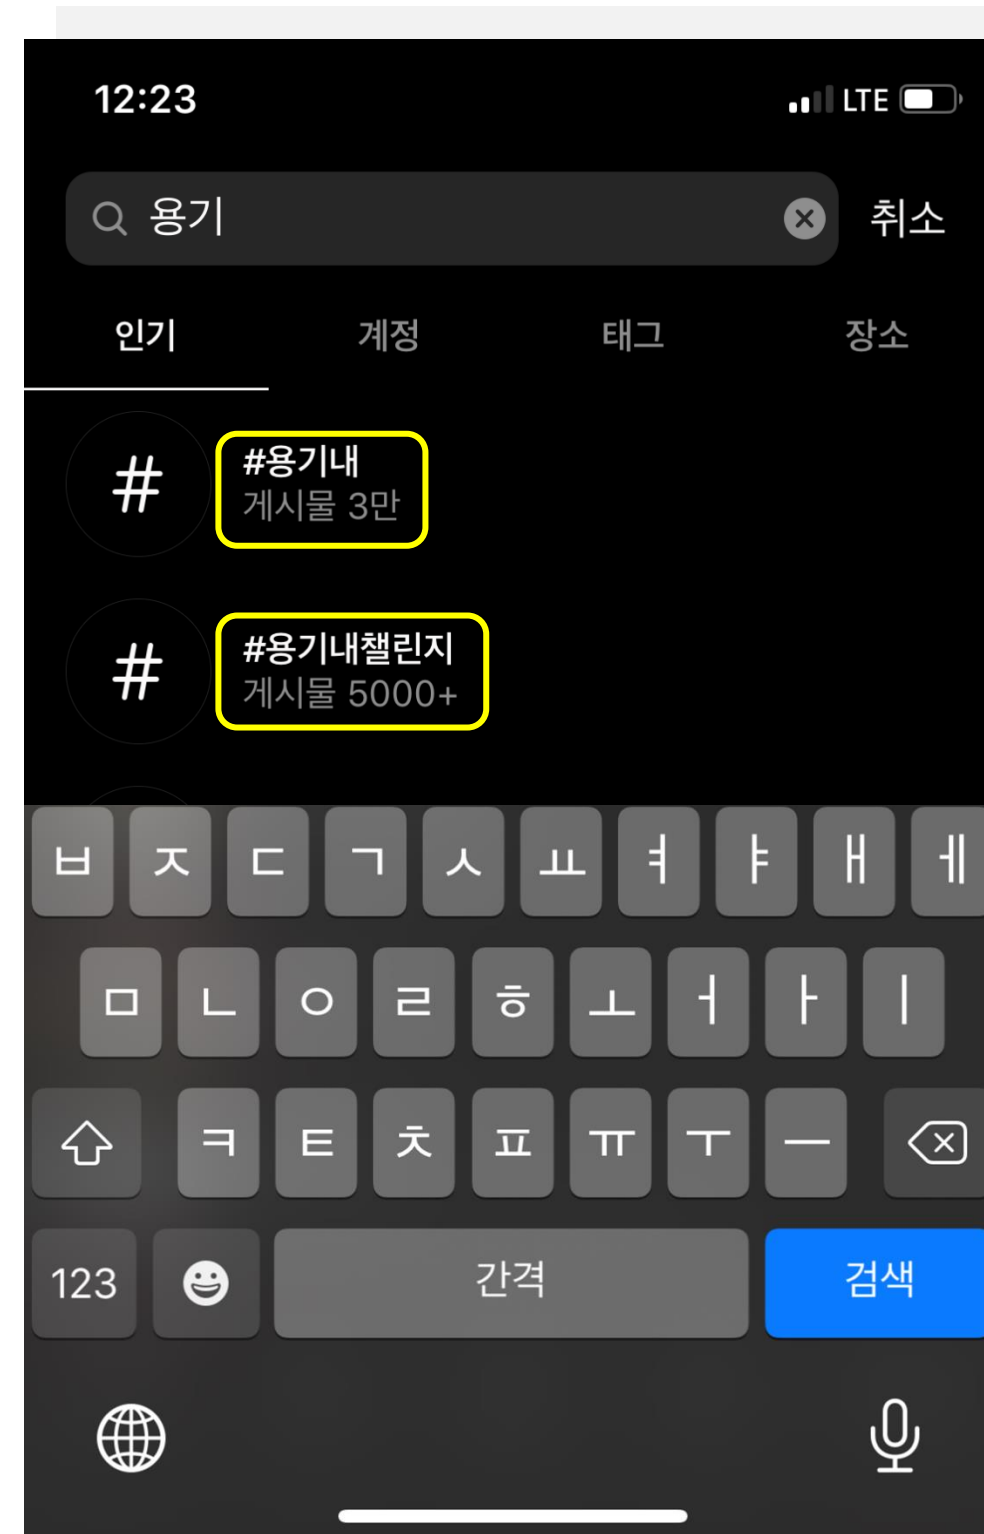 12:23 LTE
용기 취소
인기 계정 태그 장소
# #용기내
게시물 3만
# #용기내챌린지
게시물 5000+
ㅂ ㅈ ㄷ ㄱ ㅅ ㅛ ㅕ ㅑ ㅐ ㅔ
ㅁ ㄴ ㅇ ㄹ ㅎ ㅗ ㅓ ㅏ ㅣ
ㅋ ㅌ ㅊ ㅍ ㅠ ㅜ ㅡ
123 간격 검색